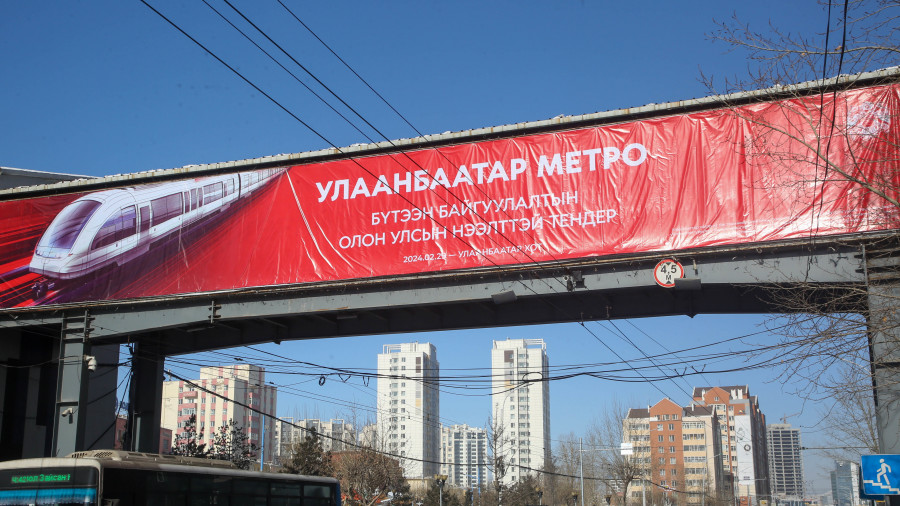 УЛААНБААТАР МЕТРО
БҮТЭЭН БАЙГУУЛАЛТЫН
ОЛОН УЛСЫН НЭЭЛТТЭЙ ТЕНДЕР
2024.02.29 — УЛААНБААТАР ХОТ
4,5
М